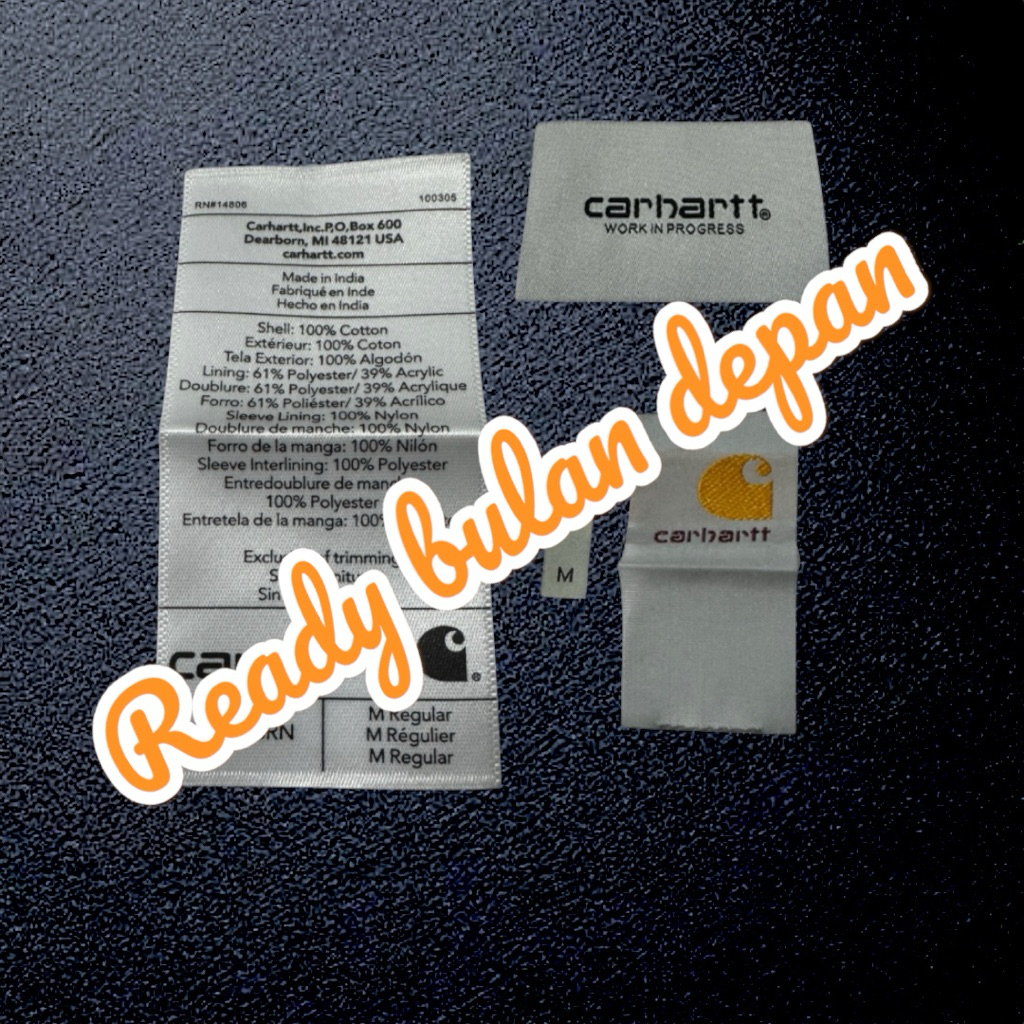 RN#14806 100305
Carhartt,Inc.P,O,Box 600
Dearborn, MI 48121 USA
carhartt.com
Made in India
Fabriqué en Inde
Hecho en India
Shell: 100% Cotton
Extérieur: 100% Coton
Tela Exterior: 100% Algodón
Lining: 61% Polyester/ 39% Acrylic
Doublure: 61% Polyester/ 39% Acrylique
Forro: 61% Poliéster/ 39% Acrílico
Sleeve Lining: 100% Nylon
Doublure de manche: 100% Nylon
Forro de la manga: 100% Nilón
Sleeve Interlining: 100% Polyester
Entredoublure de
100% Polyester
Entretela de la manga:
M Regular
M Régulier
M Regular
carhartt®
WORK IN PROGRESS
M
carhartt
Ready bulan depan